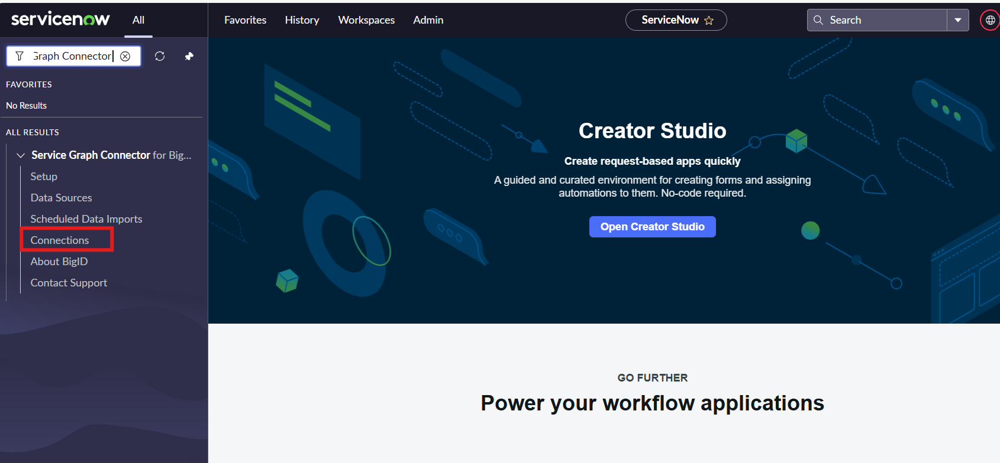 servicenow
All
Favorites
History
Workspaces
Admin
ServiceNow
Search
Graph Connector
FAVORITES
No Results
ALL RESULTS
Service Graph Connector for Big...
Setup
Data Sources
Scheduled Data Imports
Connections
About BigID
Contact Support
Creator Studio
Create request-based apps quickly
A guided and curated environment for creating forms and assigning
automations to them. No-code required.
Open Creator Studio
GO FURTHER
Power your workflow applications